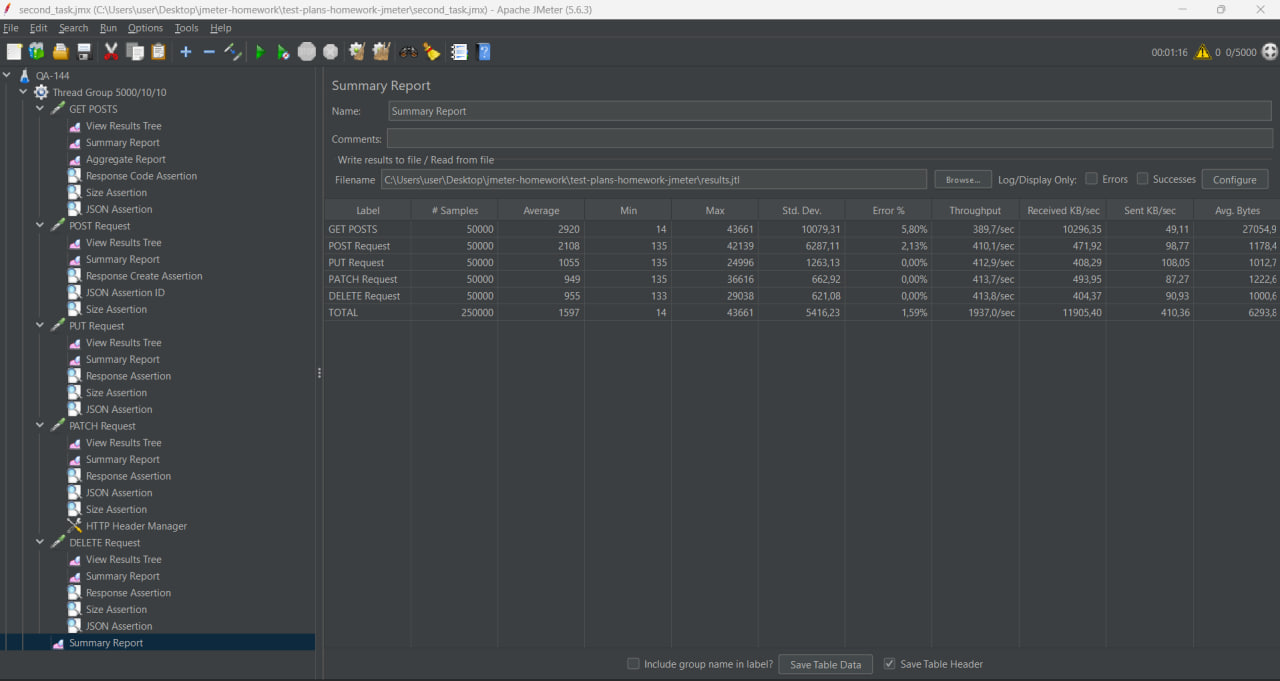 second_task.jmx (C:\Users\user\Desktop\jmeter-homework\test-plans-homework-jmeter\second_task.jmx) - Apache JMeter (5.6.3)
File Edit Search Run Options Tools Help
00:01:16 0 0/5000
QA-144
Thread Group 5000/10/10
GET POSTS
View Results Tree
Summary Report
Aggregate Report
Response Code Assertion
Size Assertion
JSON Assertion
POST Request
View Results Tree
Summary Report
Response Create Assertion
JSON Assertion ID
Size Assertion
PUT Request
View Results Tree
Summary Report
Response Assertion
Size Assertion
JSON Assertion
PATCH Request
View Results Tree
Summary Report
Response Assertion
JSON Assertion
Size Assertion
HTTP Header Manager
DELETE Request
View Results Tree
Summary Report
Response Assertion
Size Assertion
JSON Assertion
Summary Report
Summary Report
Name: Summary Report
Comments:
Write results to file / Read from file
Filename C:\Users\user\Desktop\jmeter-homework\test-plans-homework-jmeter\results.jtl Browse... Log/Display Only: Errors Successes Configure
Label # Samples Average Min Max Std. Dev. Error % Throughput Received KB/sec Sent KB/sec Avg. Bytes
GET POSTS 50000 2920 14 43661 10079,31 5,80% 389,7/sec 10296,35 49,11 27054,9
POST Request 50000 2108 135 42139 6287,11 2,13% 410,1/sec 471,92 98,77 1178,4
PUT Request 50000 1055 135 24996 1263,13 0,00% 412,9/sec 408,29 108,05 1012,7
PATCH Request 50000 949 135 36616 662,92 0,00% 413,7/sec 493,95 87,27 1222,6
DELETE Request 50000 955 133 29038 621,08 0,00% 413,8/sec 404,37 90,93 1000,6
TOTAL 250000 1597 14 43661 5416,23 1,59% 1937,0/sec 11905,40 410,36 6293,8
Include group name in label? Save Table Data Save Table Header